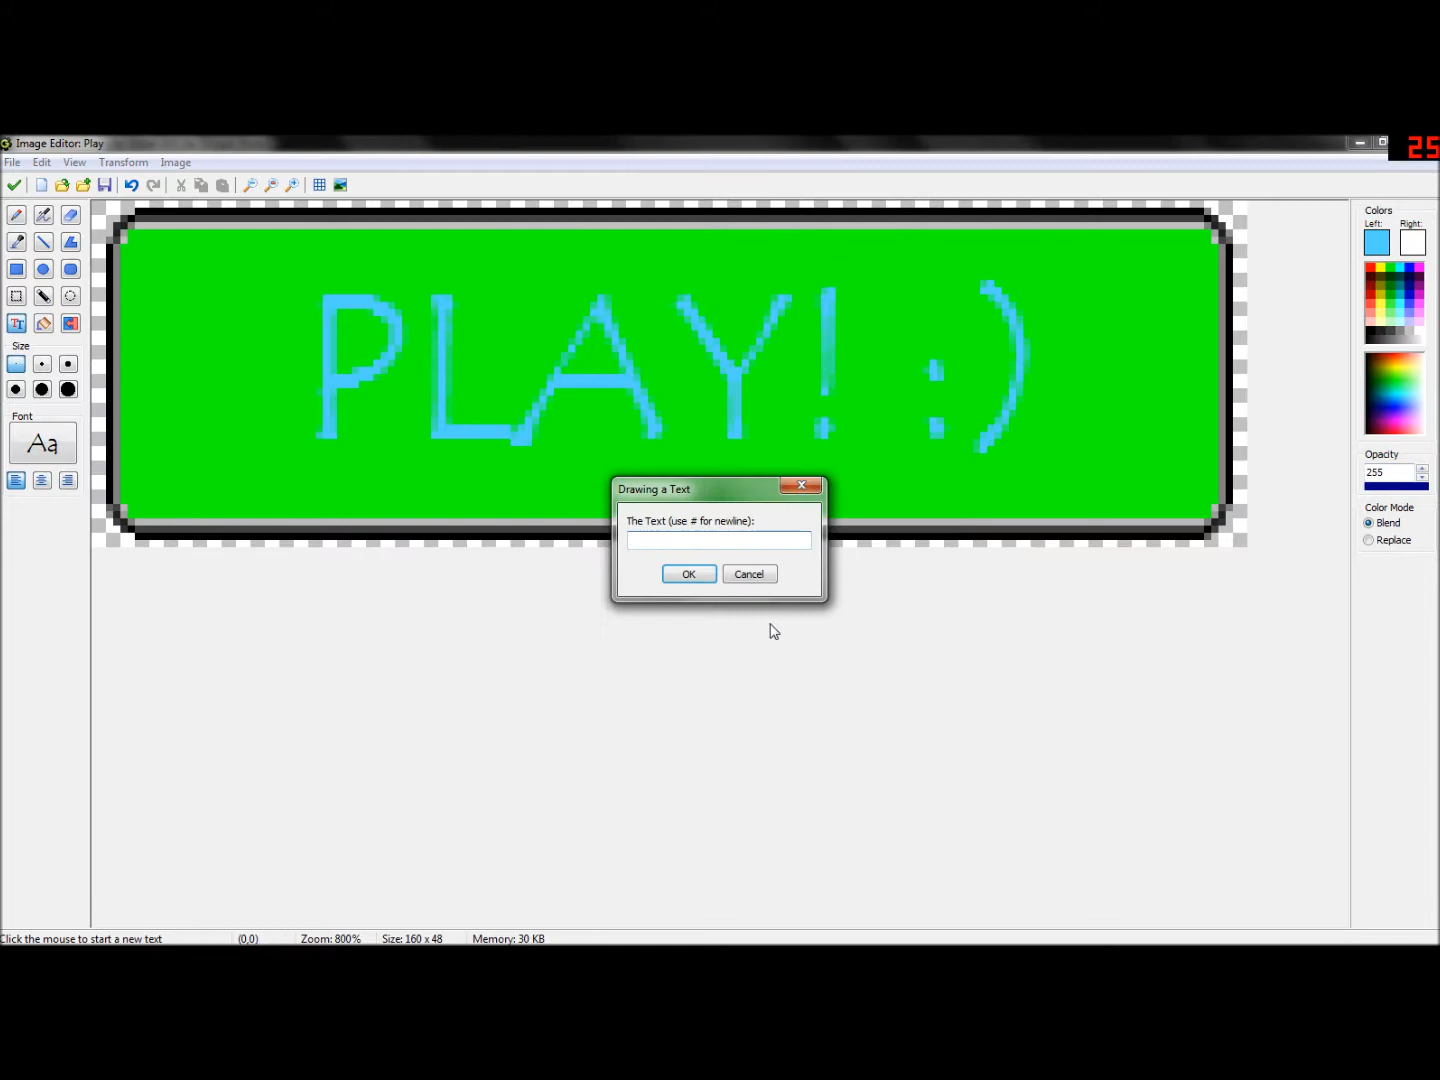 Image Editor: Play
25
File Edit View Transform Image
Colors
Left: Right:
PLAY! :)
Size
Font
Aa
Opacity
255
Color Mode
Blend
Replace
Drawing a Text
The Text (use # for newline):
OK Cancel
Click the mouse to start a new text (0,0) Zoom: 800% Size: 160 x 48 Memory: 30 KB